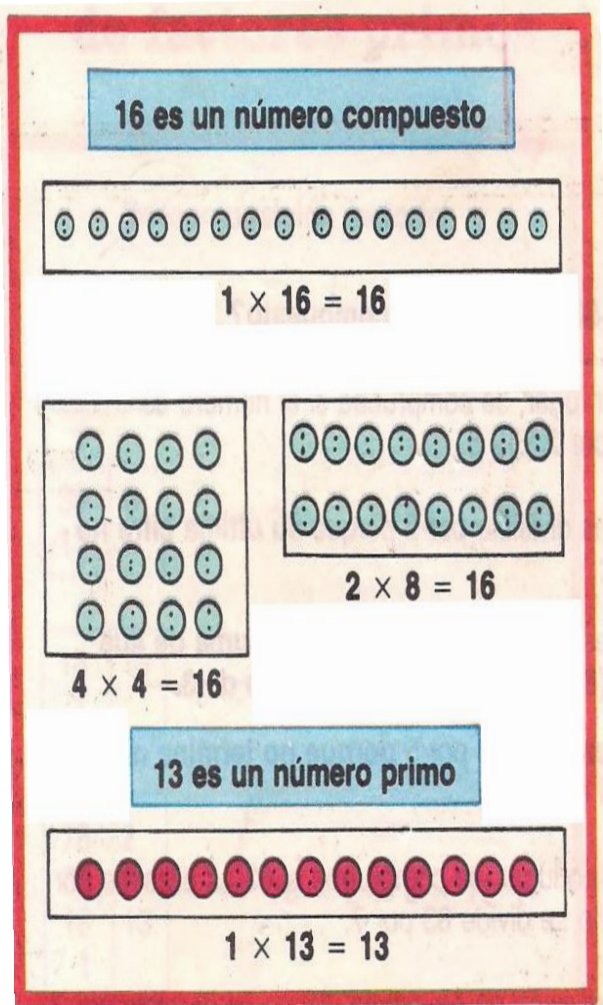 16 es un número compuesto
1 × 16 = 16
4 × 4 = 16
2 × 8 = 16
13 es un número primo
1 × 13 = 13